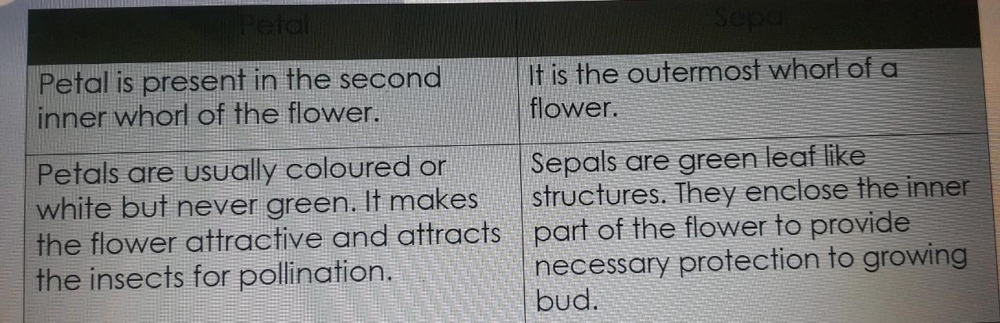 Petal
Sepal
Petal is present in the second
inner whorl of the flower.
It is the outermost whorl of a
flower.
Petals are usually coloured or
white but never green. It makes
the flower attractive and attracts
the insects for pollination.
Sepals are green leaf like
structures. They enclose the inner
part of the flower to provide
necessary protection to growing
bud.